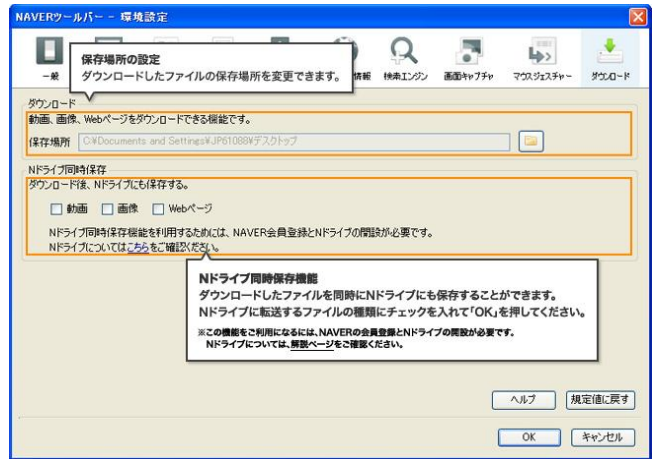 NAVERツールバー - 環境設定
保存場所の設定
ダウンロードしたファイルの保存場所を変更できます。
一般
情報
検索エンジン
画面キャプチャ
マウスジェスチャー
ダウンロード
ダウンロード
動画、画像、Webページをダウンロードできる機能です。
保存場所
C:¥Documents and Settings¥JP61088¥デスクトップ
Nドライブ同時保存
ダウンロード後、Nドライブにも保存する。
動画 画像 Webページ
Nドライブ同時保存機能を利用するためには、NAVER会員登録とNドライブの開設が必要です。
Nドライブについてはこちらをご確認ください。
Nドライブ同時保存機能
ダウンロードしたファイルを同時にNドライブにも保存することができます。
Nドライブに転送するファイルの種類にチェックを入れて「OK」を押してください。
※この機能をご利用になるには、NAVERの会員登録とNドライブの開設が必要です。
Nドライブについては、解説ページをご確認ください。
ヘルプ
規定値に戻す
OK
キャンセル